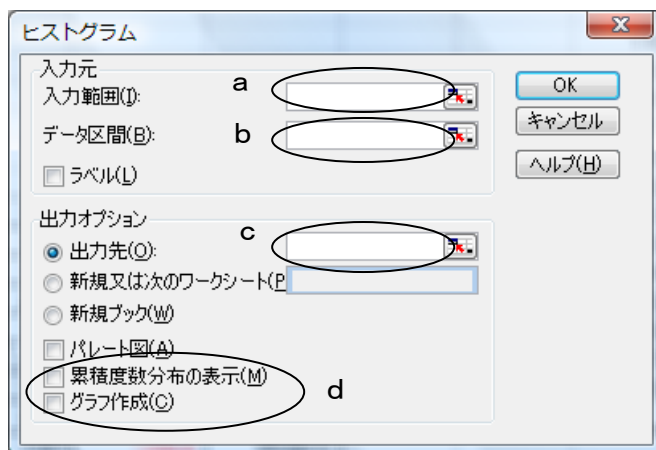 ヒストグラム
入力元
入力範囲(I): a
OK
データ区間(B): b
キャンセル
ラベル(L)
ヘルプ(H)
出力オプション
出力先(O): c
新規又は次のワークシート(P
新規ブック(W)
パレート図(A)
累積度数分布の表示(M)
グラフ作成(C)
d